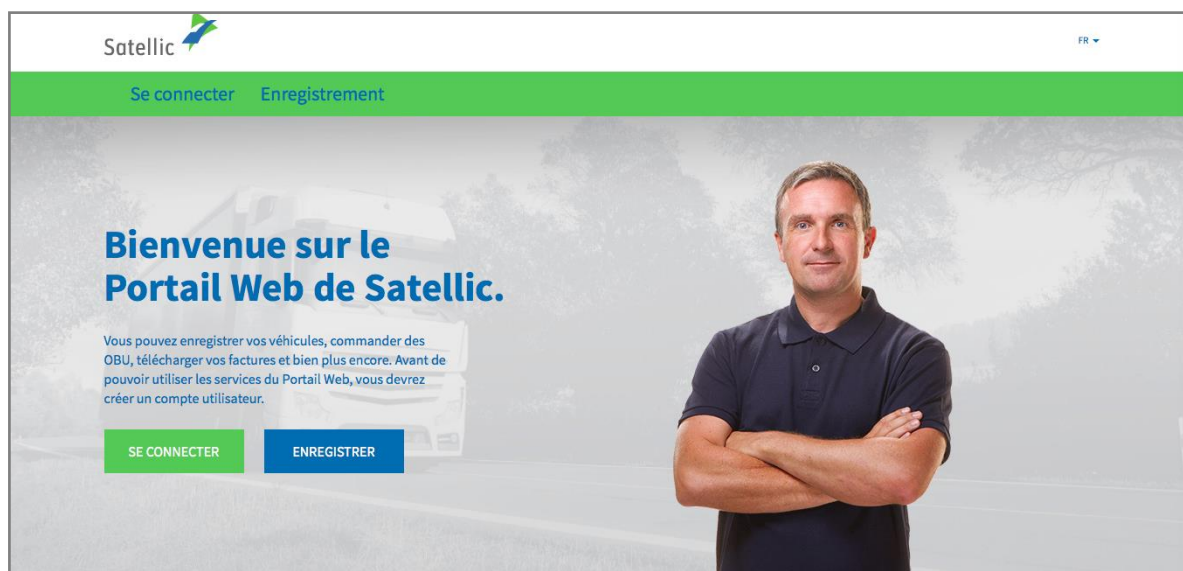 Satellic
FR
Se connecter Enregistrement
Bienvenue sur le
Portail Web de Satellic.
Vous pouvez enregistrer vos véhicules, commander des
OBU, télécharger vos factures et bien plus encore. Avant de
pouvoir utiliser les services du Portail Web, vous devrez
créer un compte utilisateur.
SE CONNECTER ENREGISTRER